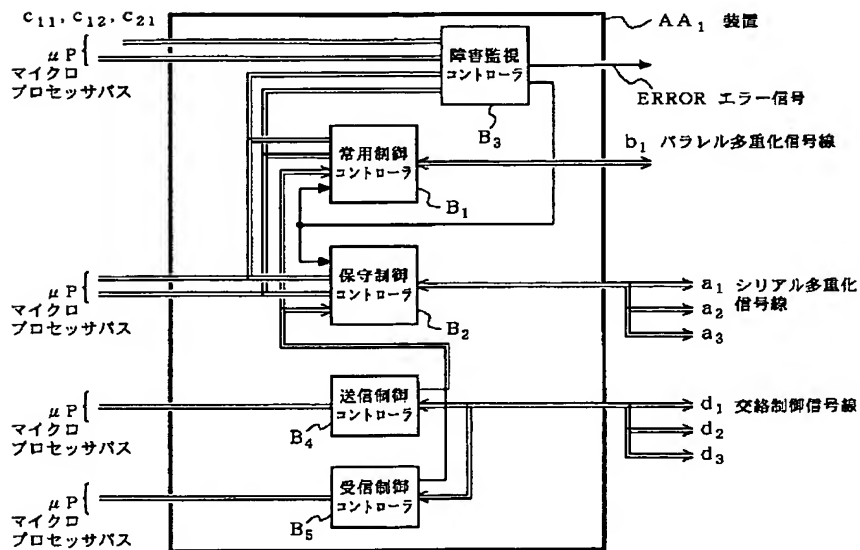 c11, c12, c21
μP{
マイクロ
プロセッサバス
障害監視
コントローラ
B3
AA1 装置
ERROR エラー信号
常用制御
コントローラ
B1
b1 パラレル多重化信号線
μP{
マイクロ
プロセッサバス
保守制御
コントローラ
B2
a1 シリアル多重化
a2 信号線
a3
μP{
マイクロ
プロセッサバス
送信制御
コントローラ
B4
d1 交絡制御信号線
d2
d3
μP{
マイクロ
プロセッサバス
受信制御
コントローラ
B5